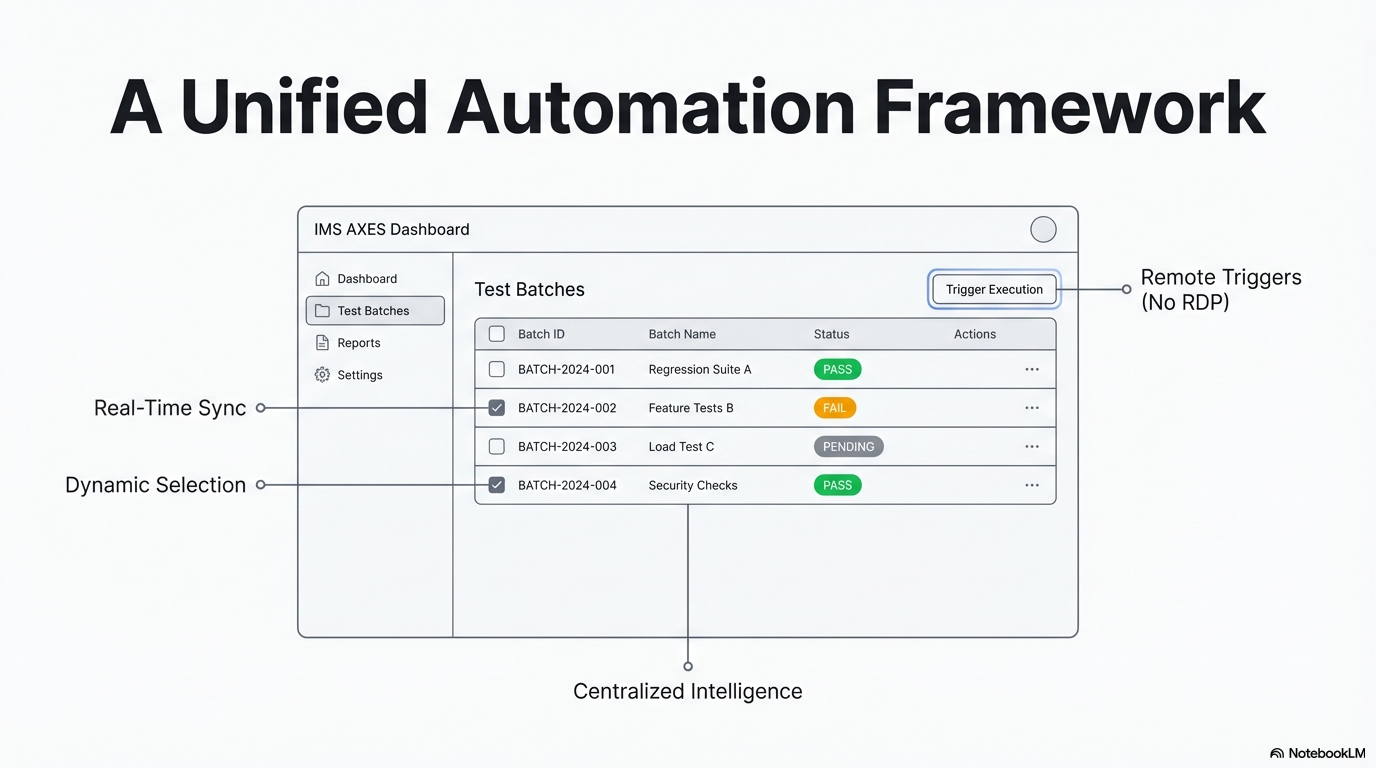 A Unified Automation Framework
IMS AXES Dashboard
Dashboard
Test Batches
Reports
Settings
Test Batches
Trigger Execution
Batch ID Batch Name Status Actions
BATCH-2024-001 Regression Suite A PASS
BATCH-2024-002 Feature Tests B FAIL
BATCH-2024-003 Load Test C PENDING
BATCH-2024-004 Security Checks PASS
Remote Triggers
(No RDP)
Real-Time Sync
Dynamic Selection
Centralized Intelligence
NotebookLM